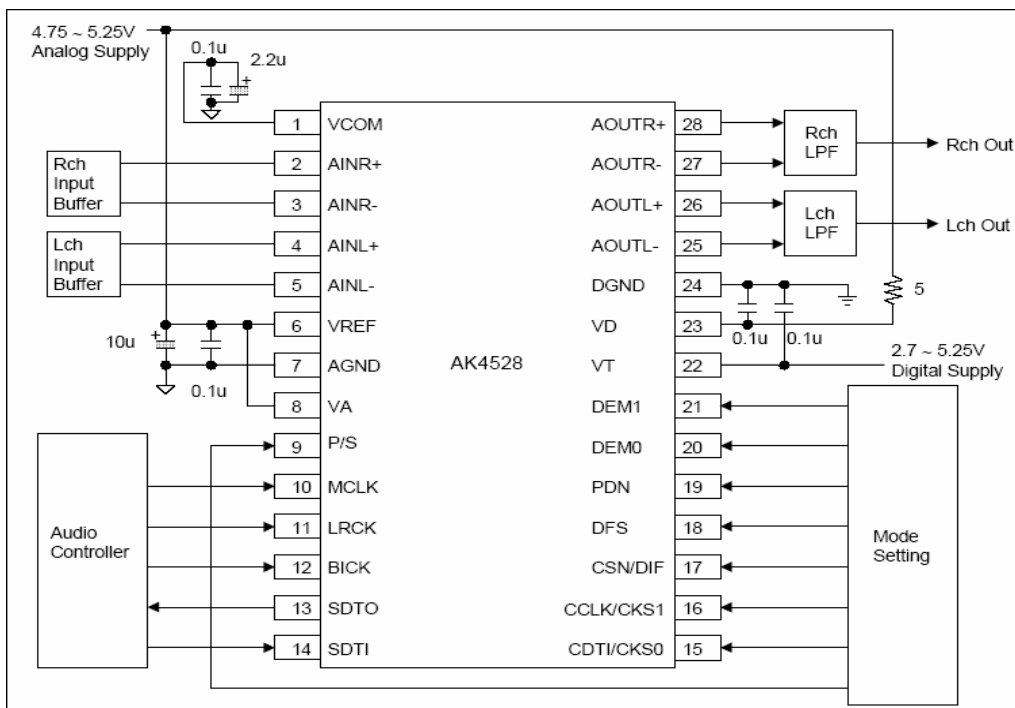 4.75 ~ 5.25V
Analog Supply
0.1u
2.2u
+
1 VCOM
2 AINR+
3 AINR-
4 AINL+
5 AINL-
6 VREF
7 AGND
8 VA
9 P/S
10 MCLK
11 LRCK
12 BICK
13 SDTO
14 SDTI
Rch
Input
Buffer
Lch
Input
Buffer
10u
+
0.1u
Audio
Controller
AK4528
AOUTR+ 28
AOUTR- 27
AOUTL+ 26
AOUTL- 25
DGND 24
VD 23
VT 22
DEM1 21
DEM0 20
PDN 19
DFS 18
CSN/DIF 17
CCLK/CKS1 16
CDTI/CKS0 15
Rch
LPF
Rch Out
Lch
LPF
Lch Out
5
0.1u
0.1u
2.7 ~ 5.25V
Digital Supply
Mode
Setting